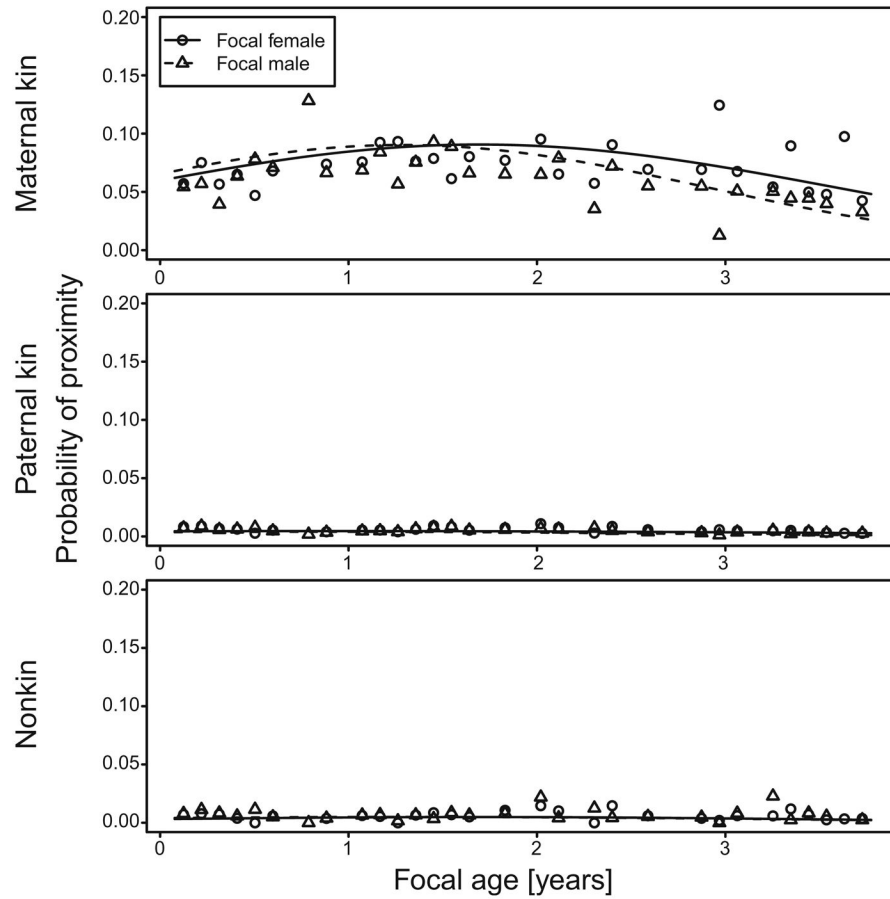 Focal female
Focal male
Maternal kin
0.20
0.15
0.10
0.05
0.00
0 1 2 3
Paternal kin
Probability of proximity
0.20
0.15
0.10
0.05
0.00
0 1 2 3
Nonkin
0.20
0.15
0.10
0.05
0.00
0 1 2 3
Focal age [years]